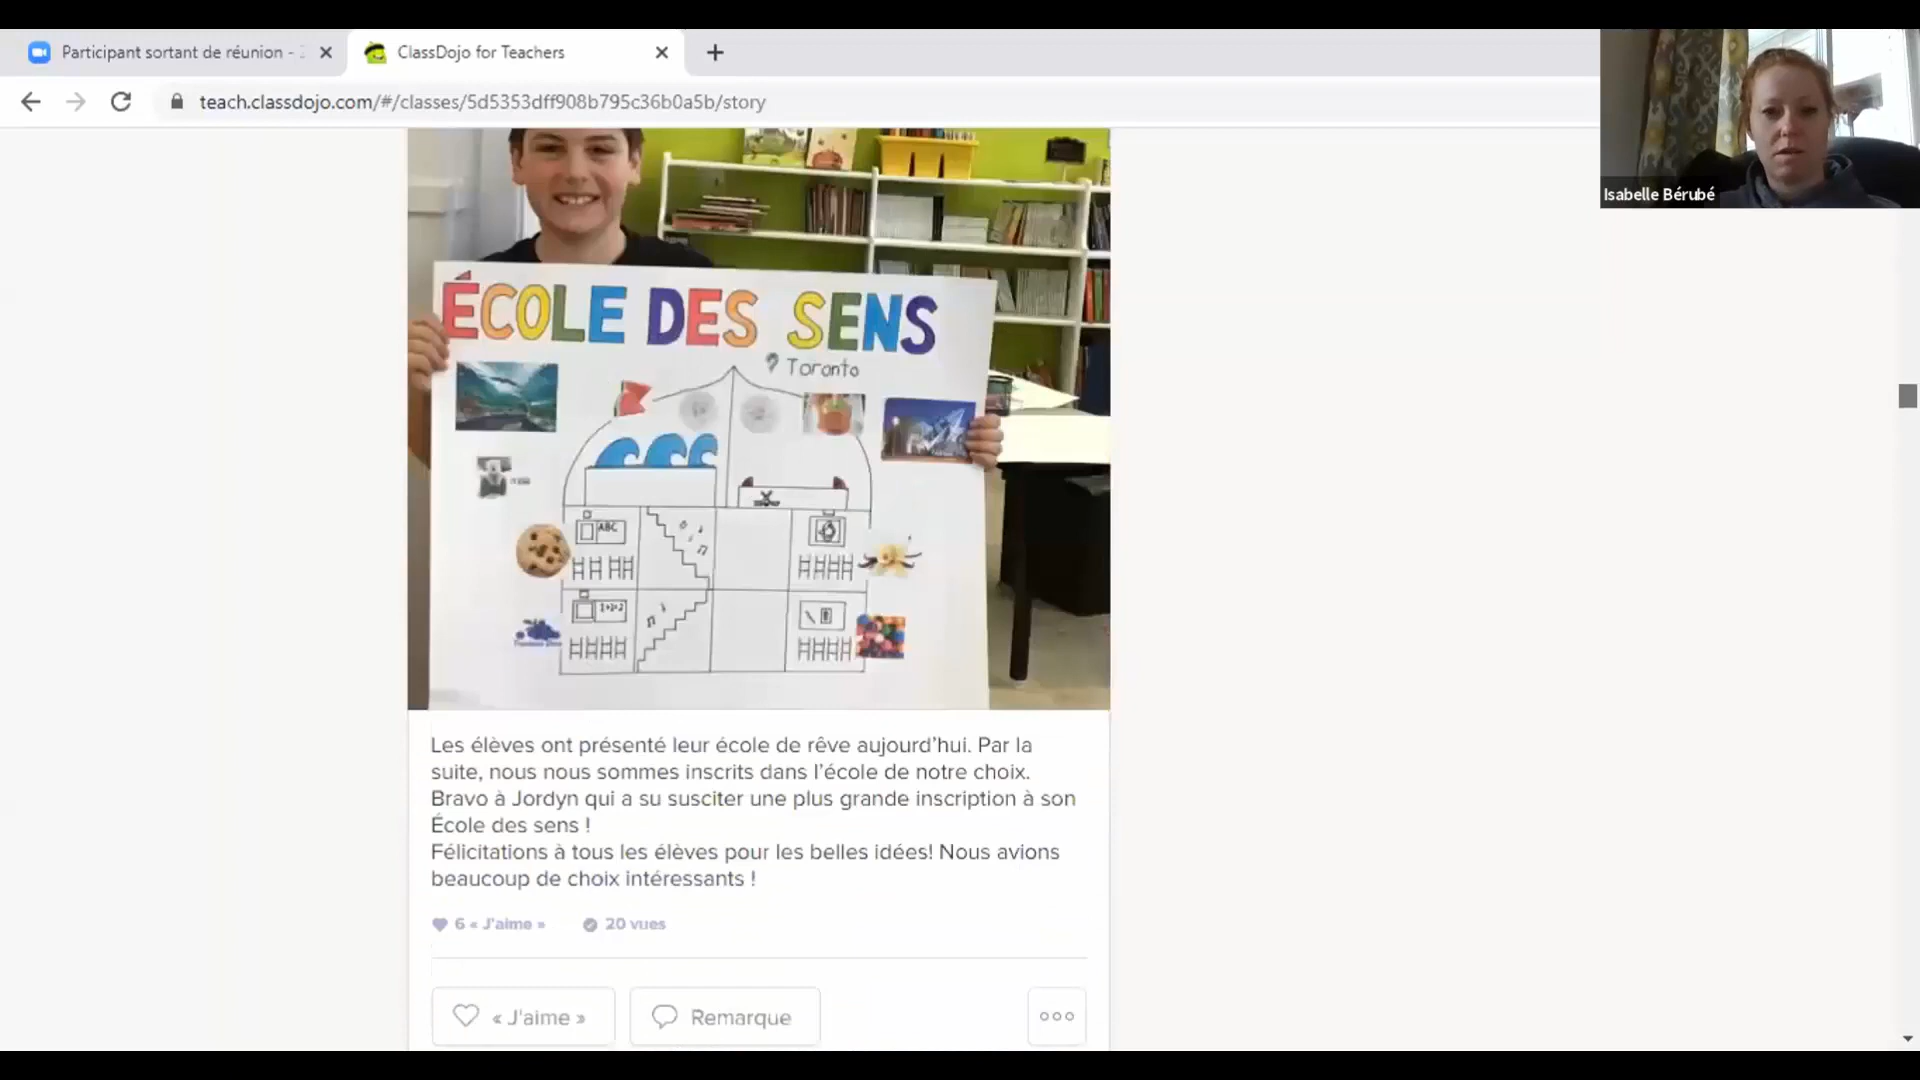 Participant sortant de réunion -
ClassDojo for Teachers
teach.classdojo.com/#/classes/5d5353dff908b795c36b0a5b/story
Isabelle Bérubé
ÉCOLE DES SENS
Toronto
ABC
Les élèves ont présenté leur école de rêve aujourd’hui. Par la
suite, nous nous sommes inscrits dans l’école de notre choix.
Bravo à Jordyn qui a su susciter une plus grande inscription à son
École des sens !
Félicitations à tous les élèves pour les belles idées! Nous avions
beaucoup de choix intéressants !
6 « J'aime »
20 vues
« J'aime »
Remarque